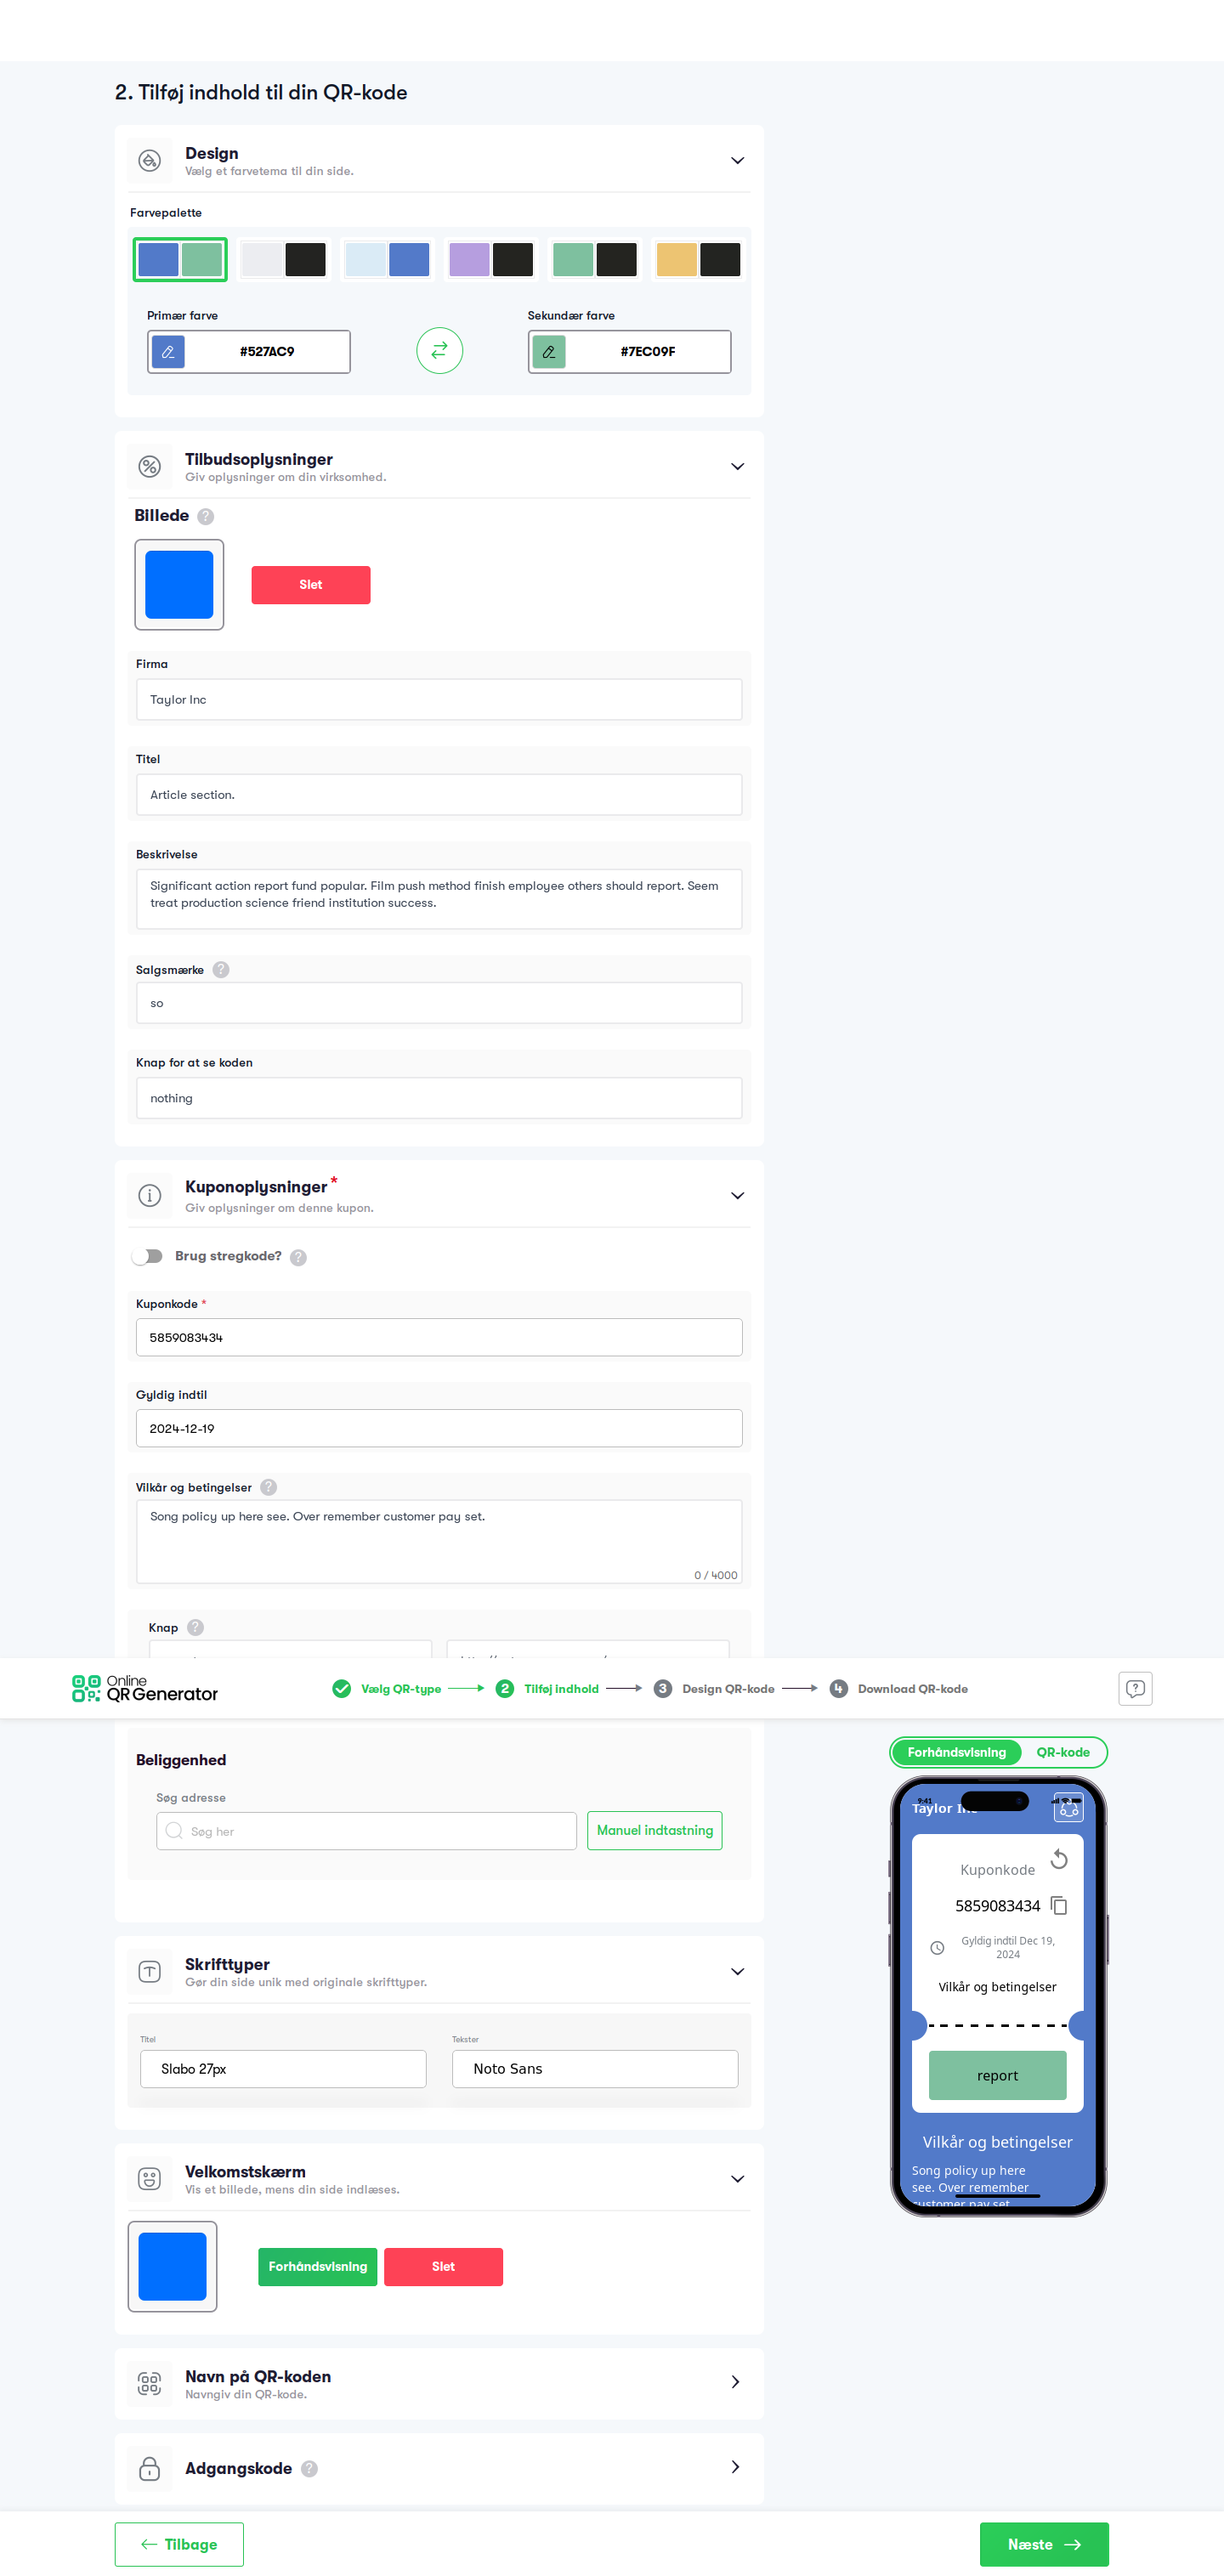 2. Tilføj indhold til din QR-kode
Design
Vælg et farvetema til din side.
Farvepalette
Primær farve
Sekundær farve
#527AC9
#7EC09F
Tilbudsoplysninger
Giv oplysninger om din virksomhed.
Billede ?
Slet
Firma
Taylor Inc
Titel
Article section.
Beskrivelse
Significant action report fund popular. Film push method finish employee others should report. Seem
treat production science friend institution success.
Salgsmærke ?
so
Knap for at se koden
nothing
Kuponoplysninger *
Giv oplysninger om denne kupon.
Brug stregkode? ?
Kuponkode *
5859083434
Gyldig indtil
2024-12-19
Vilkår og betingelser ?
Song policy up here see. Over remember customer pay set.
0 / 4000
Knap ?
Online
QR Generator
Vælg QR-type
2 Tilføj indhold
3 Design QR-kode
4 Download QR-kode
Beliggenhed
Søg adresse
Søg her
Manuel indtastning
Skrifttyper
Gør din side unik med originale skrifttyper.
Titel
Tekster
Slabo 27px
Noto Sans
Velkomstskærm
Vis et billede, mens din side indlæses.
Forhåndsvisning
Slet
Navn på QR-koden
Navngiv din QR-kode.
Adgangskode ?
Forhåndsvisning
QR-kode
9:41
Taylor Inc
Kuponkode
5859083434
Gyldig indtil Dec 19,
2024
Vilkår og betingelser
report
Vilkår og betingelser
Song policy up here
see. Over remember
customer pay set.
Tilbage
Næste